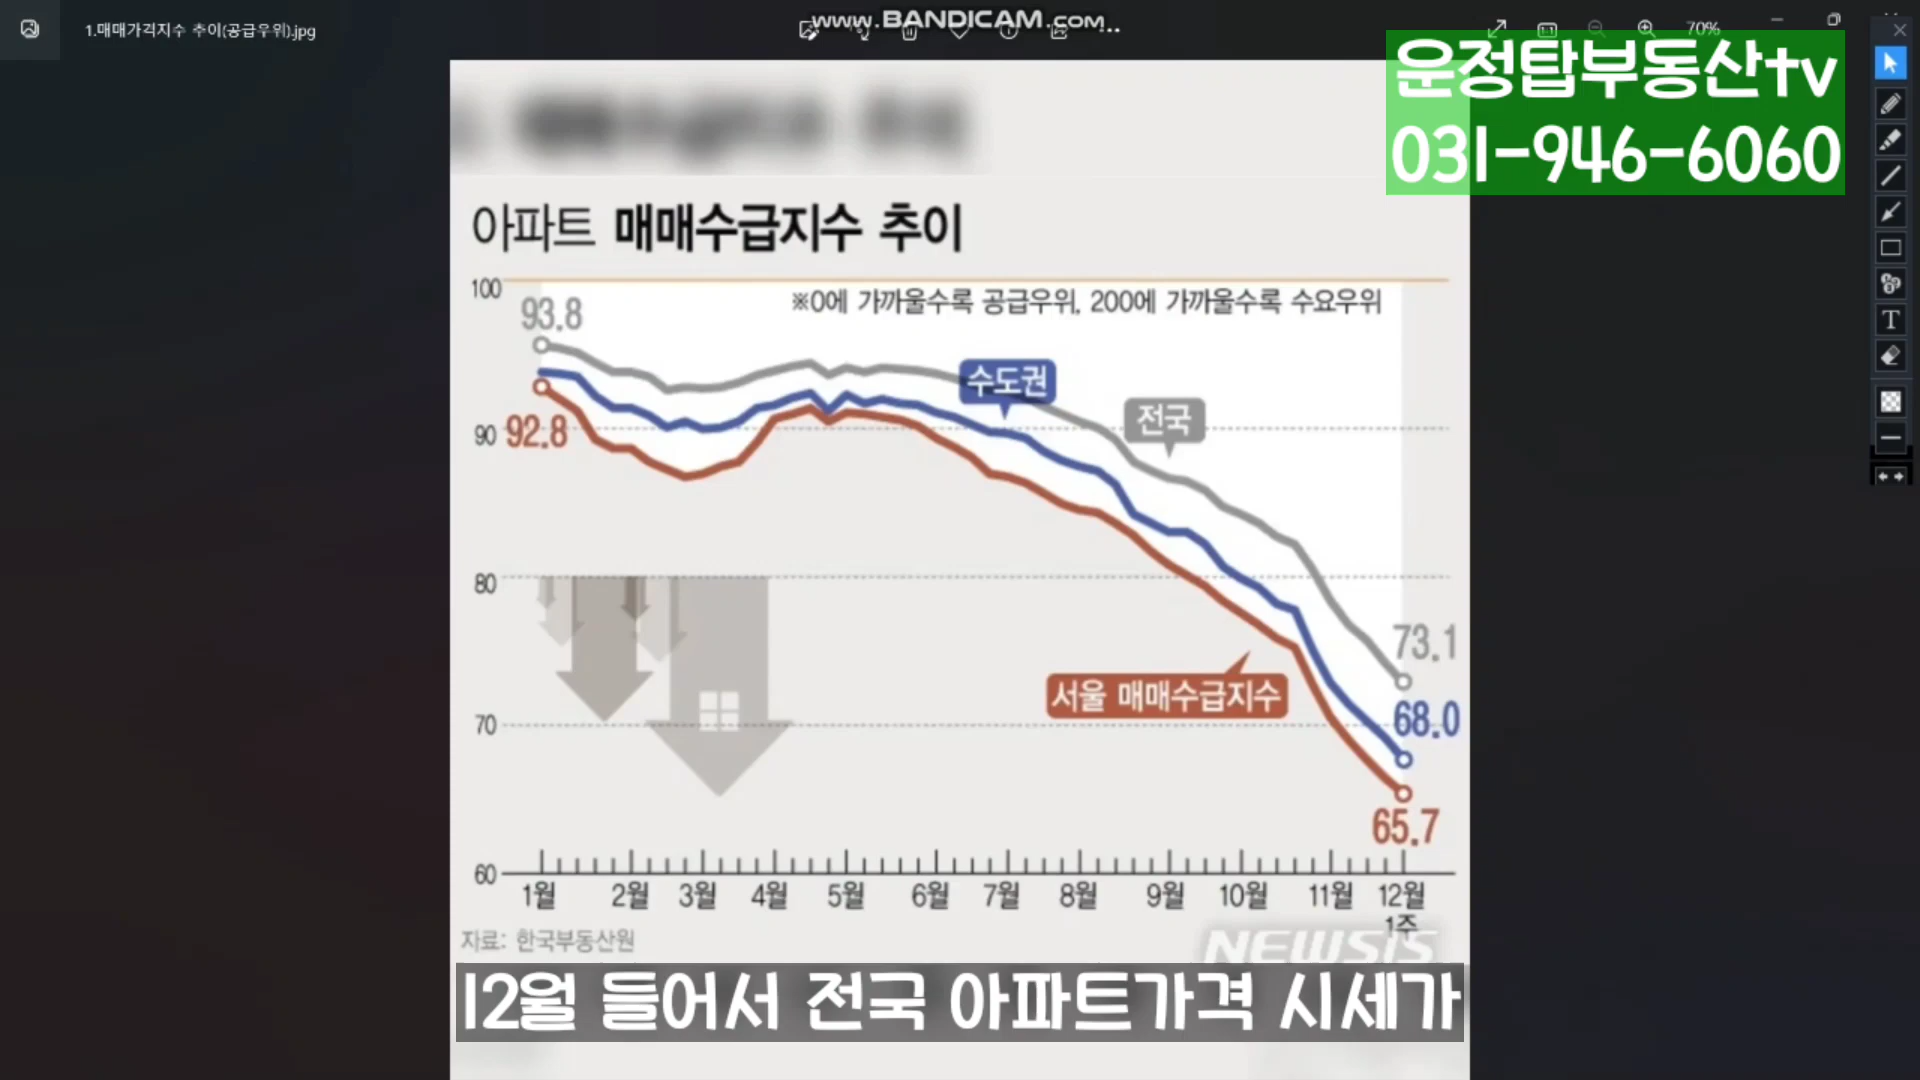 1.매매가격지수 추이(공급우위).jpg
www.BANDICAM.com
70%
운정탑부동산tv
031-946-6060
아파트 매매수급지수 추이
100
※0에 가까울수록 공급우위, 200에 가까울수록 수요우위
93.8
수도권
전국
90
92.8
80
73.1
서울 매매수급지수
70
68.0
65.7
60
1월 2월 3월 4월 5월 6월 7월 8월 9월 10월 11월 12월
1주
자료: 한국부동산원
NEWSIS
12월 들어서 전국 아파트가격 시세가